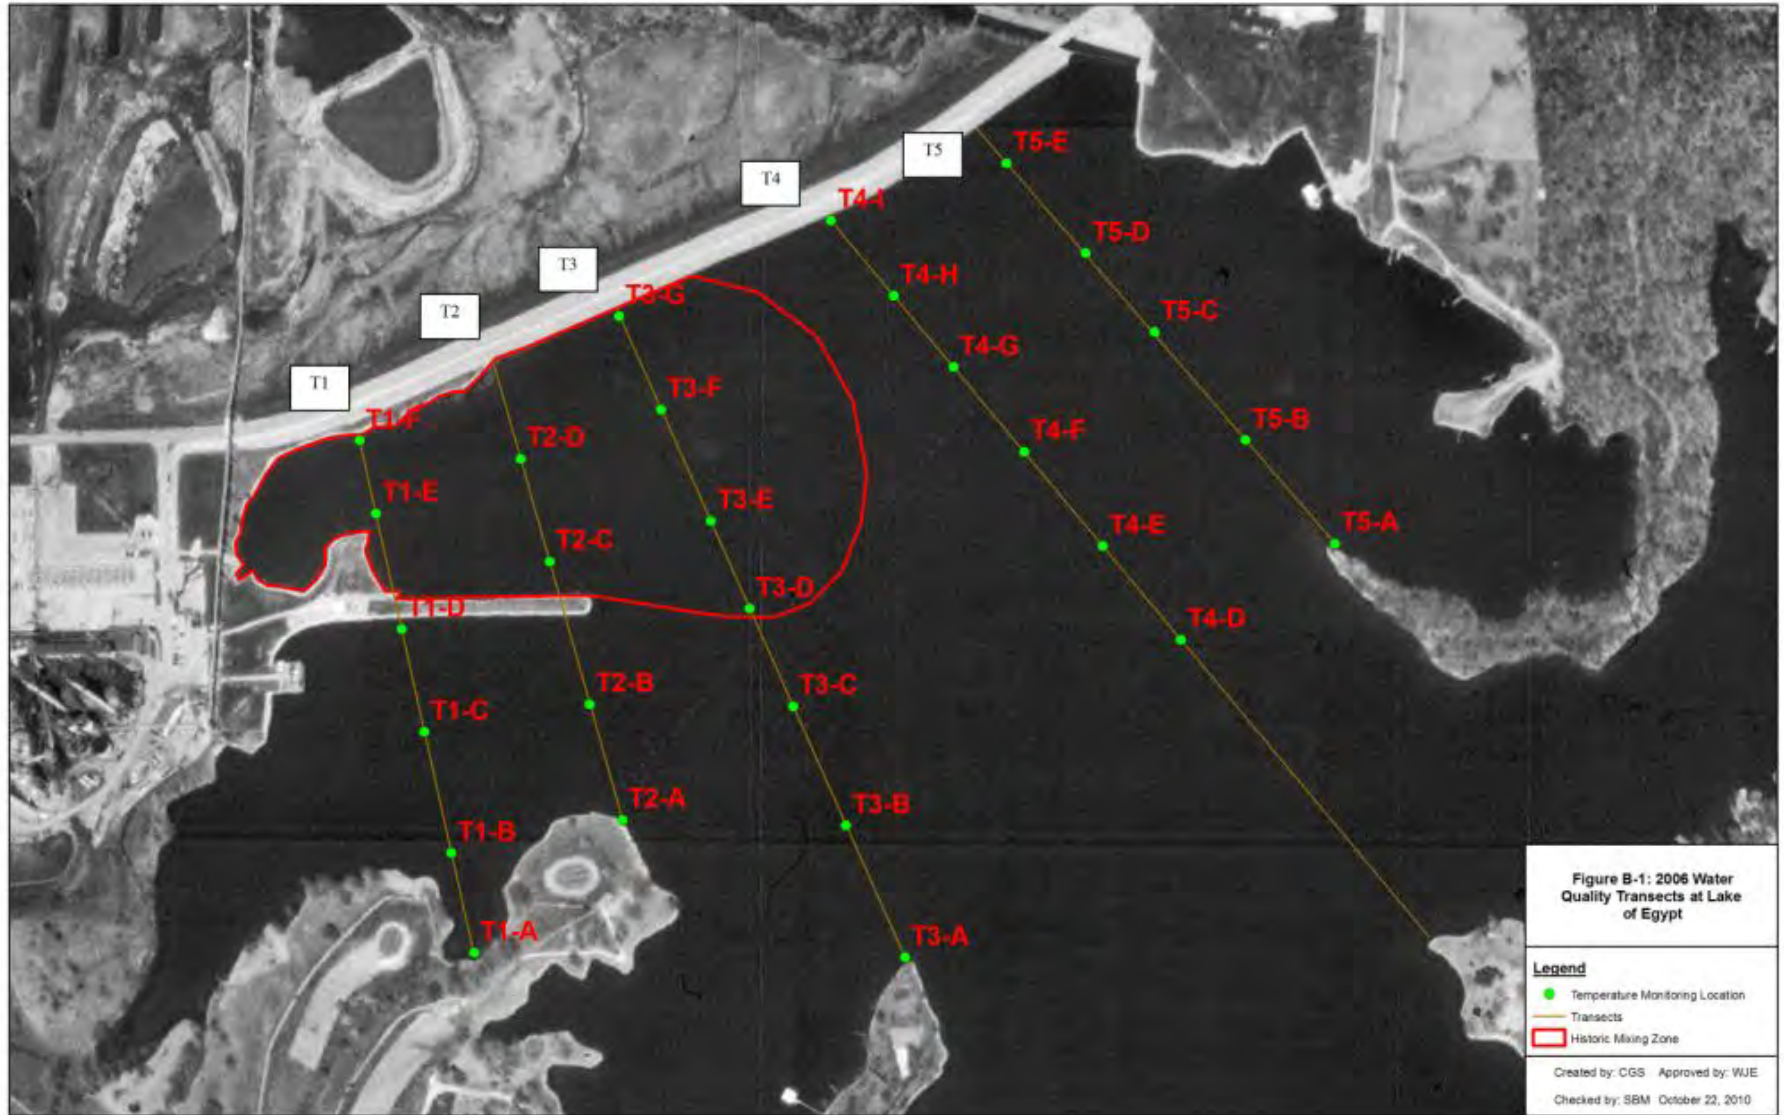 T5-E
T5
T4
T4-I
T5-D
T3
T4-H
T2
T3-G
T5-C
T4-G
T1
T3-F
T1-F
T2-D
T4-F
T5-B
T1-E
T3-E
T4-E
T5-A
T2-C
T1-D
T3-D
T4-D
T2-B
T3-C
T1-C
T2-A
T3-B
T1-B
T1-A
T3-A
Figure B-1: 2006 Water
Quality Transects at Lake
of Egypt
Legend
Temperature Monitoring Location
Transects
Historic Mixing Zone
Created by: CGS Approved by: WJE
Checked by: SBM October 22, 2010